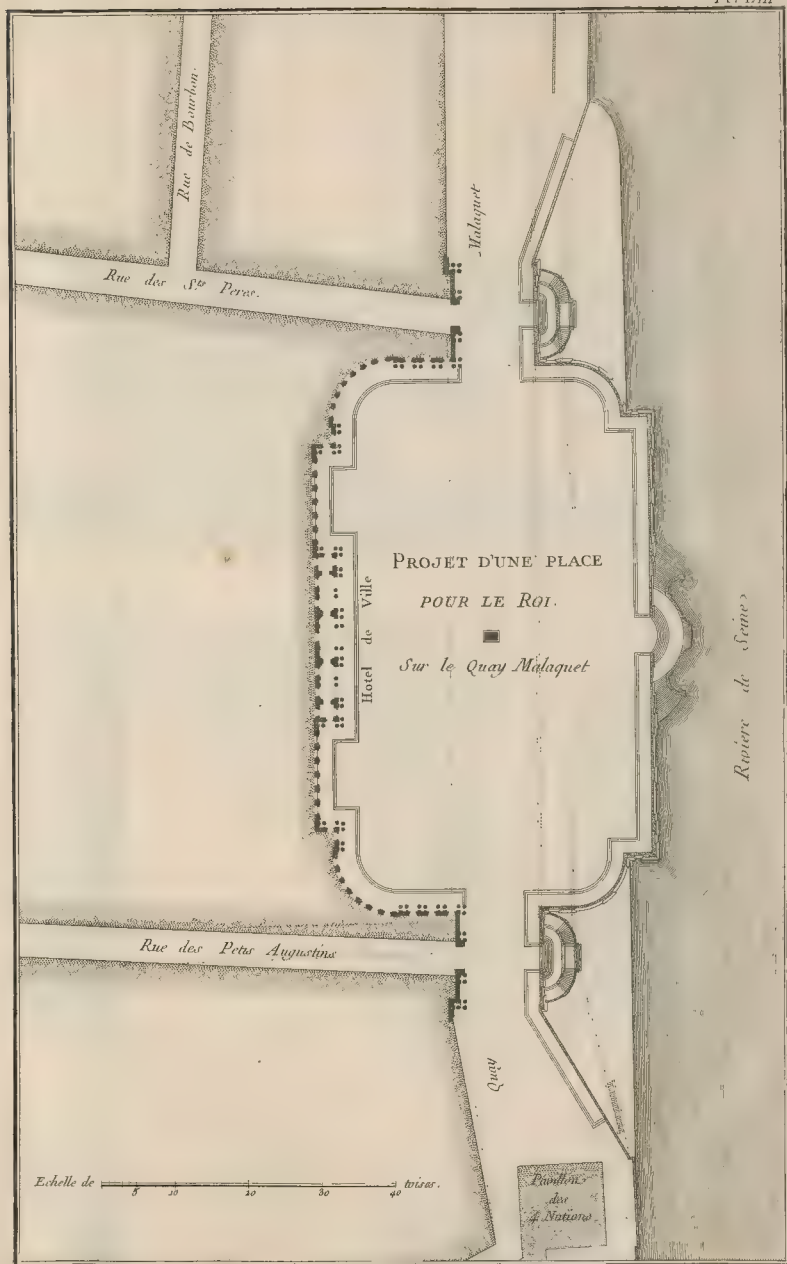 Rue de Bourbon.
Malaquet
Rue des Sts Peres.
PROJET D'UNE PLACE
POUR LE ROI.
Sur le Quay Malaquet
Hotel de Ville
Riviere de Seine
Rue des Petis Augustins
Quay
Echelle de
5 10 20 30 40 toises.
Pavillon
des
4 Nations